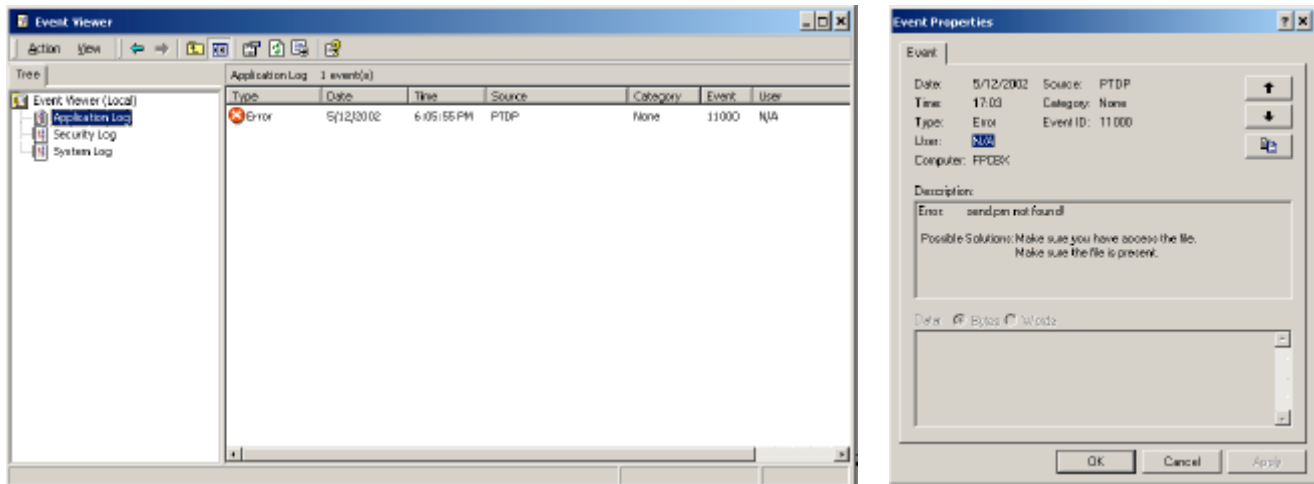 Event Viewer
Action View
Tree
Application Log 1 event(s)
Event Viewer (Local)
Application Log
Security Log
System Log
Type Date Time Source Category Event User
Error 5/12/2002 6:05:55 PM PTDP None 11000 N/A
Event Properties
Event
Date: 5/12/2002 Source: PTDP
Time: 17:03 Category: None
Type: Error Event ID: 11000
User: N/A
Computer:
Description:
Error: send.pm not found!
Possible Solutions: Make sure you have access the file.
Make sure the file is present.
Data: Bytes Words
OK Cancel Apply